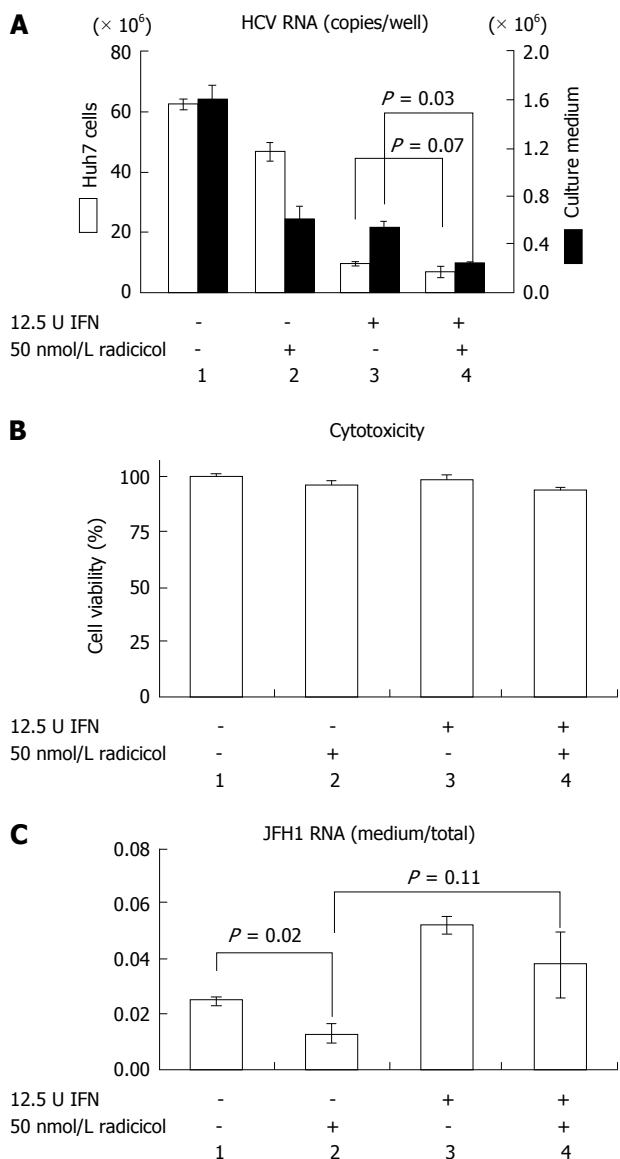 A
(× 10⁶)
HCV RNA (copies/well)
(× 10⁶)
80
60
40
20
0
Huh7 cells
P = 0.03
P = 0.07
2.0
1.6
1.2
0.8
0.4
0.0
Culture medium
12.5 U IFN - - + +
50 nmol/L radicicol - + - +
1 2 3 4
B
Cytotoxicity
Cell viability (%)
100
75
50
25
0
12.5 U IFN - - + +
50 nmol/L radicicol - + - +
1 2 3 4
C
JFH1 RNA (medium/total)
0.08
0.06
0.04
0.02
0.00
P = 0.02
P = 0.11
12.5 U IFN - - + +
50 nmol/L radicicol - + - +
1 2 3 4